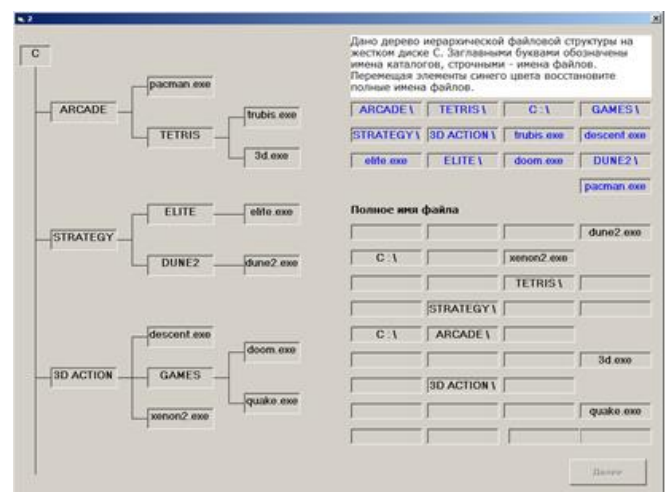 2
C
ARCADE
pacman.exe
TETRIS
trubis.exe
3d.exe
STRATEGY
ELITE
elite.exe
DUNE2
dune2.exe
3D ACTION
descent.exe
GAMES
doom.exe
quake.exe
xenon2.exe
Дано дерево иерархической файловой структуры на
жестком диске С. Заглавными буквами обозначены
имена каталогов, строчными - имена файлов.
Перемещая элементы синего цвета восстановите
полные имена файлов.
ARCADE \ TETRIS \ C :\ GAMES \
STRATEGY \ 3D ACTION \ trubis.exe descent.exe
elite.exe ELITE \ doom.exe DUNE2 \
pacman.exe
Полное имя файла
dune2.exe
C :\ xenon2.exe
TETRIS \
STRATEGY \
C :\ ARCADE \
3d.exe
3D ACTION \
quake.exe
Далее